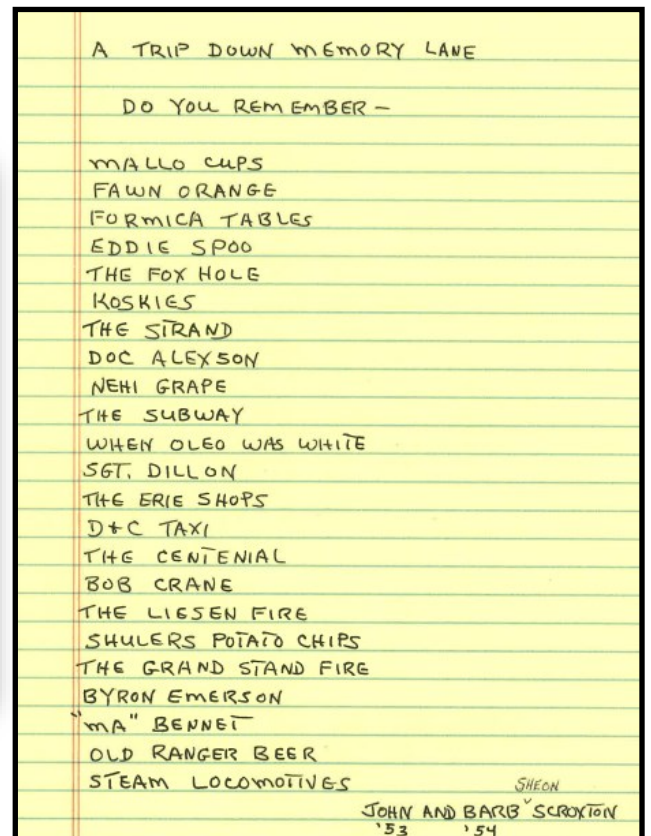 A TRIP DOWN MEMORY LANE
DO YOU REMEMBER —
MALLO CUPS
FAWN ORANGE
FORMICA TABLES
EDDIE SPOO
THE FOX HOLE
KOSKIES
THE STRAND
DOC ALEXSON
NEHI GRAPE
THE SUBWAY
WHEN OLEO WAS WHITE
SGT. DILLON
THE ERIE SHOPS
D+C TAXI
THE CENTENIAL
BOB CRANE
THE LIESEN FIRE
SHULERS POTATO CHIPS
THE GRAND STAND FIRE
BYRON EMERSON
"MA" BENNET
OLD RANGER BEER
STEAM LOCOMOTIVES
SHEON
JOHN AND BARB ˅ SCROXTON
'53 '54